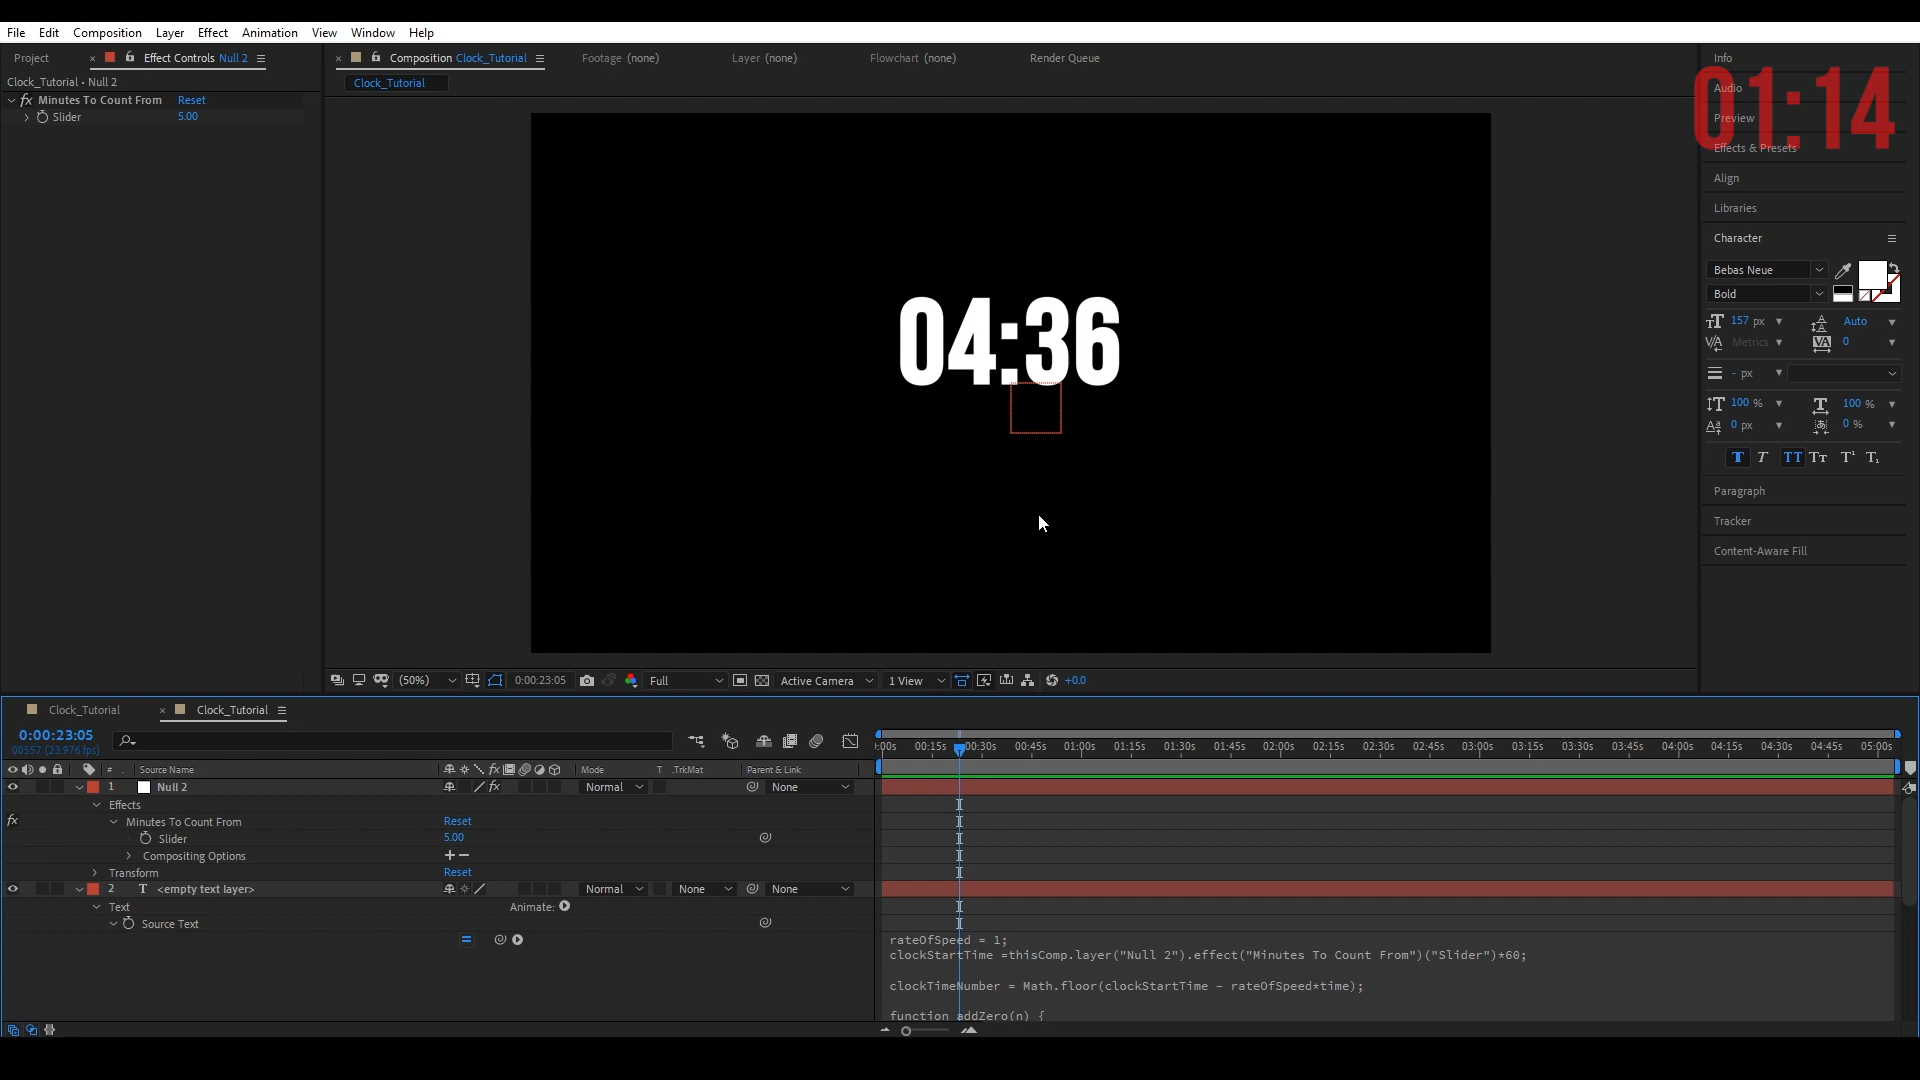 File Edit Composition Layer Effect Animation View Window Help
Project × Effect Controls Null 2
Clock_Tutorial • Null 2
fx Minutes To Count From Reset
Slider 5.00
× Composition Clock_Tutorial Footage (none) Layer (none) Flowchart (none) Render Queue
Clock_Tutorial
04:36
(50%) 0:00:23:05 Full Active Camera 1 View +0.0
01:14
Info
Audio
Preview
Effects & Presets
Align
Libraries
Character
Bebas Neue
Bold
157 px Auto
Metrics 0
- px
100 % 100 %
0 px 0 %
T T TT Tт T¹ T₁
Paragraph
Tracker
Content-Aware Fill
Clock_Tutorial × Clock_Tutorial
0:00:23:05
00557 (23.976 fps)
:00s 00:15s 00:30s 00:45s 01:00s 01:15s 01:30s 01:45s 02:00s 02:15s 02:30s 02:45s 03:00s 03:15s 03:30s 03:45s 04:00s 04:15s 04:30s 04:45s 05:00s
# Source Name fx Mode T .TrkMat Parent & Link
1 Null 2 fx Normal None
Effects
fx Minutes To Count From Reset
Slider 5.00
Compositing Options +−
Transform Reset
2 T <empty text layer> Normal None None
Text Animate:
Source Text
rateOfSpeed = 1;
clockStartTime =thisComp.layer("Null 2").effect("Minutes To Count From")("Slider")*60;
clockTimeNumber = Math.floor(clockStartTime - rateOfSpeed*time);
function addZero(n) {